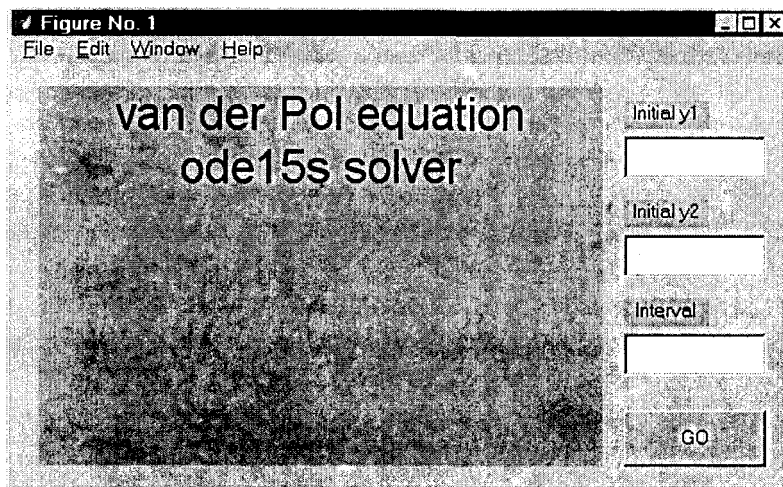 Figure No. 1
File Edit Window Help
van der Pol equation
ode15s solver
Initial y1
Initial y2
Interval
GO